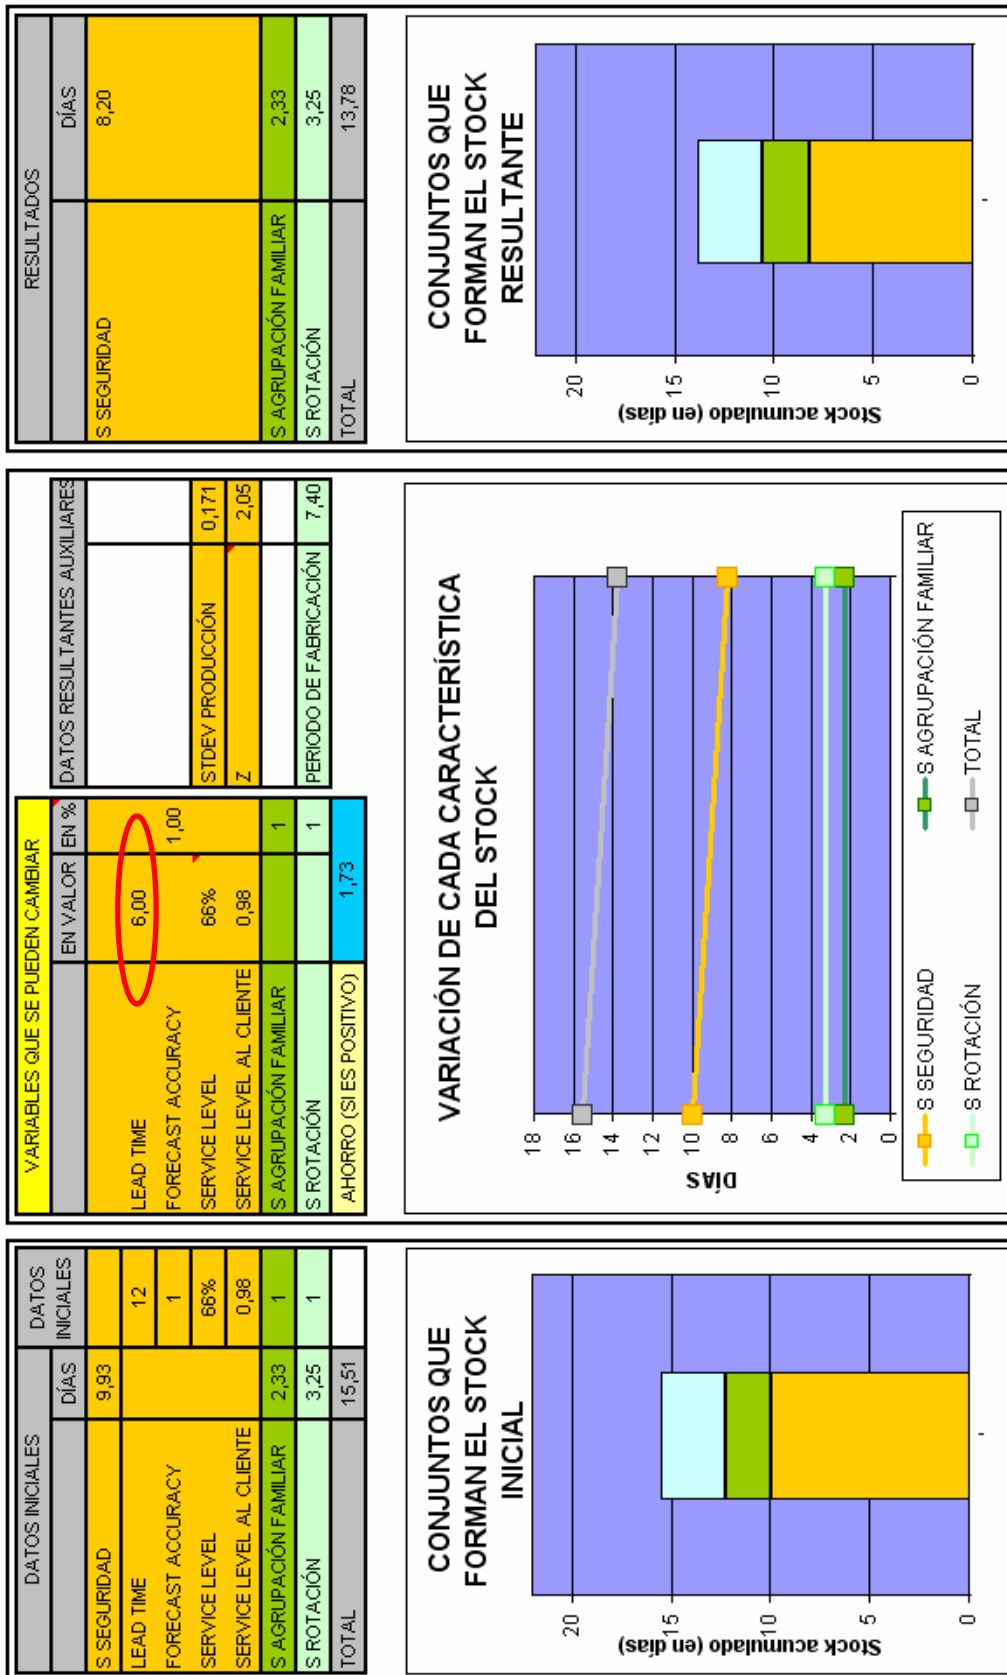 DATOS INICIALES
DATOS INICIALES
DÍAS
S SEGURIDAD 9,93
LEAD TIME 12
FORECAST ACCURACY 1
SERVICE LEVEL 66%
SERVICE LEVEL AL CLIENTE 0,98
S AGRUPACIÓN FAMILIAR 2,33 1
S ROTACIÓN 3,25 1
TOTAL 15,51
CONJUNTOS QUE
FORMAN EL STOCK
INICIAL
Stock acumulado (en días)
20
15
10
5
0
-
VARIABLES QUE SE PUEDEN CAMBIAR
EN VALOR EN %
LEAD TIME 6,00
FORECAST ACCURACY 1,00
SERVICE LEVEL 66%
SERVICE LEVEL AL CLIENTE 0,98
S AGRUPACIÓN FAMILIAR 1
S ROTACIÓN 1
AHORRO (SI ES POSITIVO) 1,73
DATOS RESULTANTES AUXILIARES
STDEV PRODUCCIÓN 0,171
Z 2,05
PERIODO DE FABRICACIÓN 7,40
VARIACIÓN DE CADA CARACTERÍSTICA
DEL STOCK
DÍAS
18
16
14
12
10
8
6
4
2
0
S SEGURIDAD
S AGRUPACIÓN FAMILIAR
S ROTACIÓN
TOTAL
RESULTADOS
DÍAS
S SEGURIDAD 8,20
S AGRUPACIÓN FAMILIAR 2,33
S ROTACIÓN 3,25
TOTAL 13,78
CONJUNTOS QUE
FORMAN EL STOCK
RESULTANTE
Stock acumulado (en días)
20
15
10
5
0
-